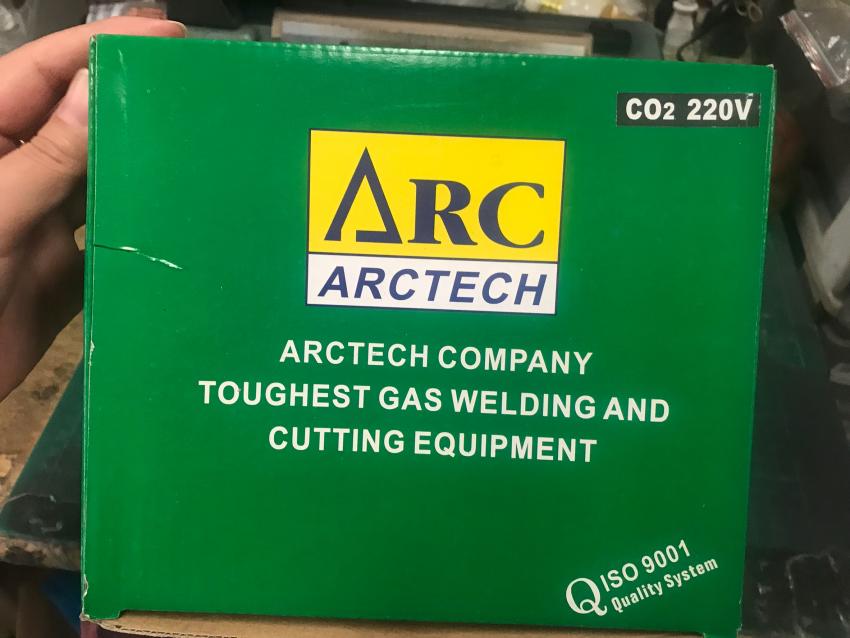 CO2 220V
ARC
ARCTECH
ARCTECH COMPANY
TOUGHEST GAS WELDING AND
CUTTING EQUIPMENT
Q ISO 9001
Quality System